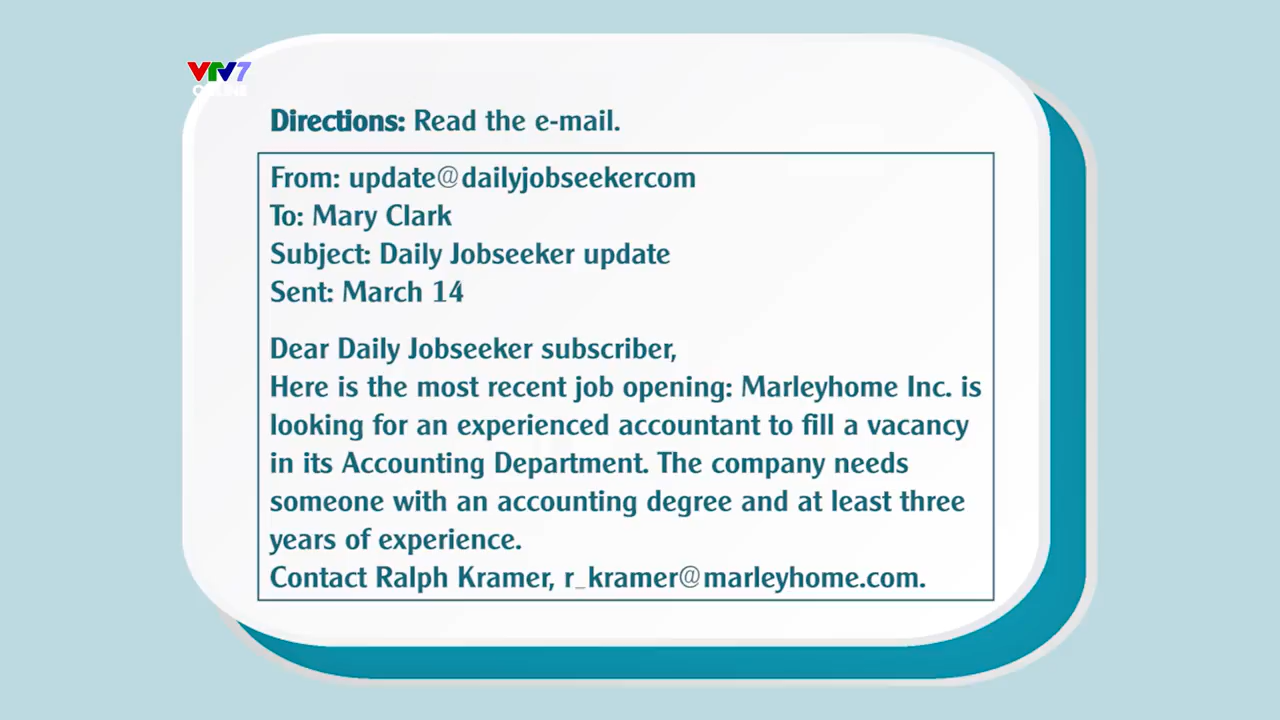 VTV7
ONLINE
Directions: Read the e-mail.
From: update@dailyjobseekercom
To: Mary Clark
Subject: Daily Jobseeker update
Sent: March 14
Dear Daily Jobseeker subscriber,
Here is the most recent job opening: Marleyhome Inc. is
looking for an experienced accountant to fill a vacancy
in its Accounting Department. The company needs
someone with an accounting degree and at least three
years of experience.
Contact Ralph Kramer, r_kramer@marleyhome.com.